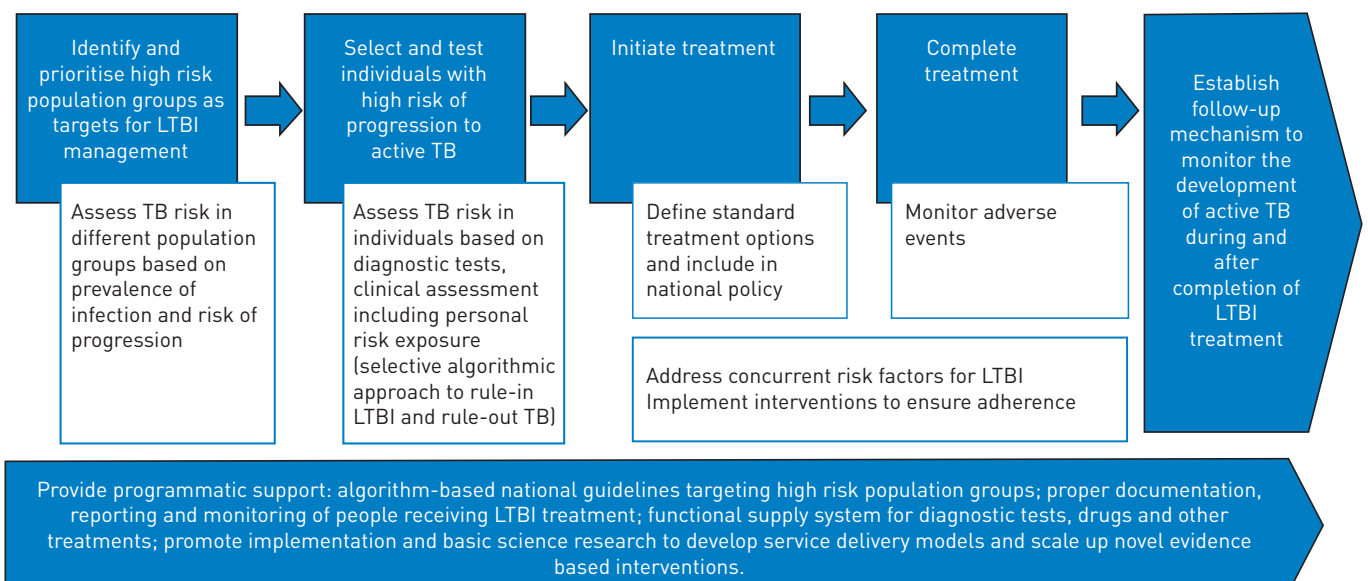 Identify and
prioritise high risk
population groups as
targets for LTBI
management
Assess TB risk in
different population
groups based on
prevalence of
infection and risk of
progression
Select and test
individuals with
high risk of
progression to
active TB
Assess TB risk in
individuals based on
diagnostic tests,
clinical assessment
including personal
risk exposure
(selective algorithmic
approach to rule-in
LTBI and rule-out TB)
Initiate treatment
Define standard
treatment options
and include in
national policy
Complete
treatment
Monitor adverse
events
Address concurrent risk factors for LTBI
Implement interventions to ensure adherence
Establish
follow-up
mechanism to
monitor the
development
of active TB
during and
after
completion of
LTBI
treatment
Provide programmatic support: algorithm-based national guidelines targeting high risk population groups; proper documentation,
reporting and monitoring of people receiving LTBI treatment; functional supply system for diagnostic tests, drugs and other
treatments; promote implementation and basic science research to develop service delivery models and scale up novel evidence
based interventions.